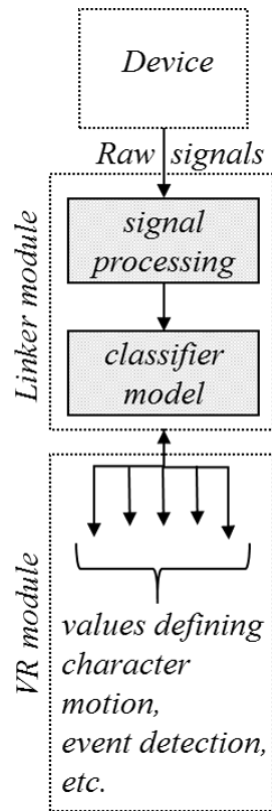 Device
Raw signals
Linker module
signal
processing
classifier
model
VR module
values defining
character
motion,
event detection,
etc.